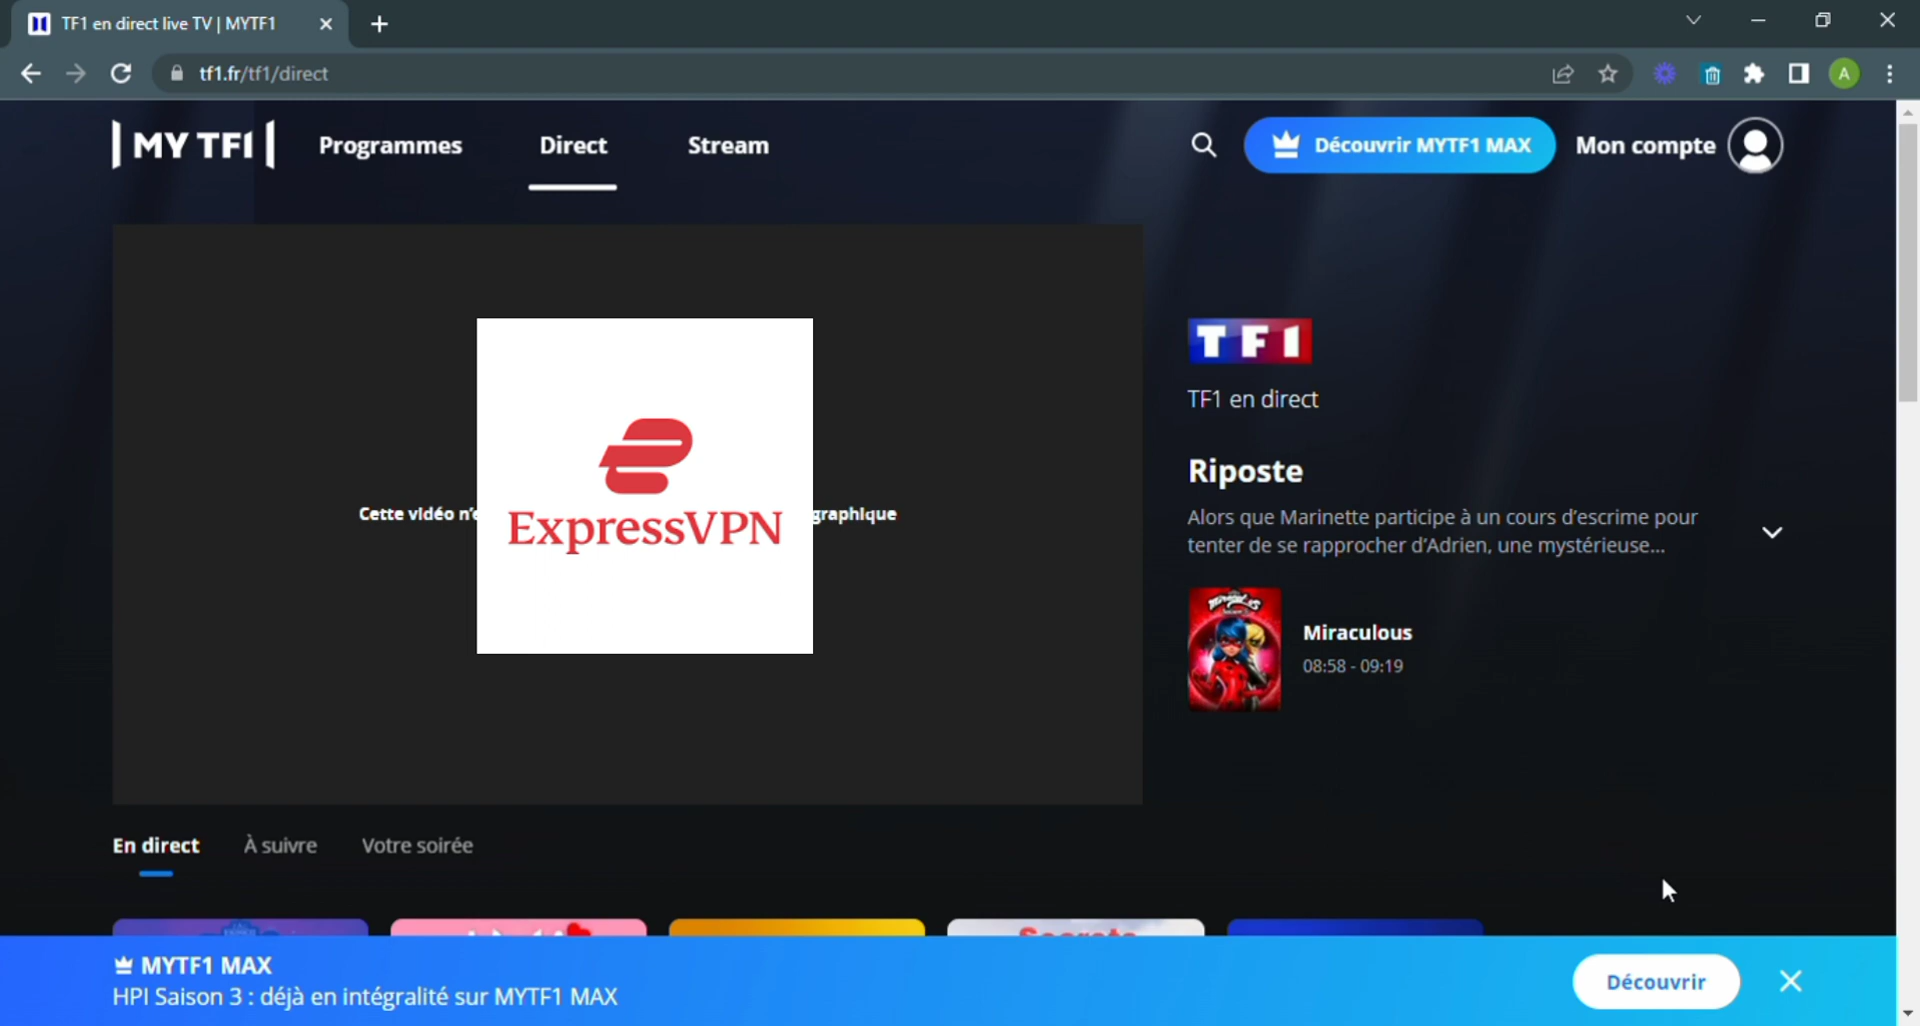 TF1 en direct live TV | MYTF1
tf1.fr/tf1/direct
A
MY TF1
Programmes
Direct
Stream
Découvrir MYTF1 MAX
Mon compte
TF1
TF1 en direct
Riposte
Alors que Marinette participe à un cours d'escrime pour
tenter de se rapprocher d'Adrien, une mystérieuse...
Cette vidéo n'e
graphique
ExpressVPN
Miraculous
Miraculous
08:58 - 09:19
En direct
À suivre
Votre soirée
Secrets
MYTF1 MAX
HPI Saison 3 : déjà en intégralité sur MYTF1 MAX
Découvrir